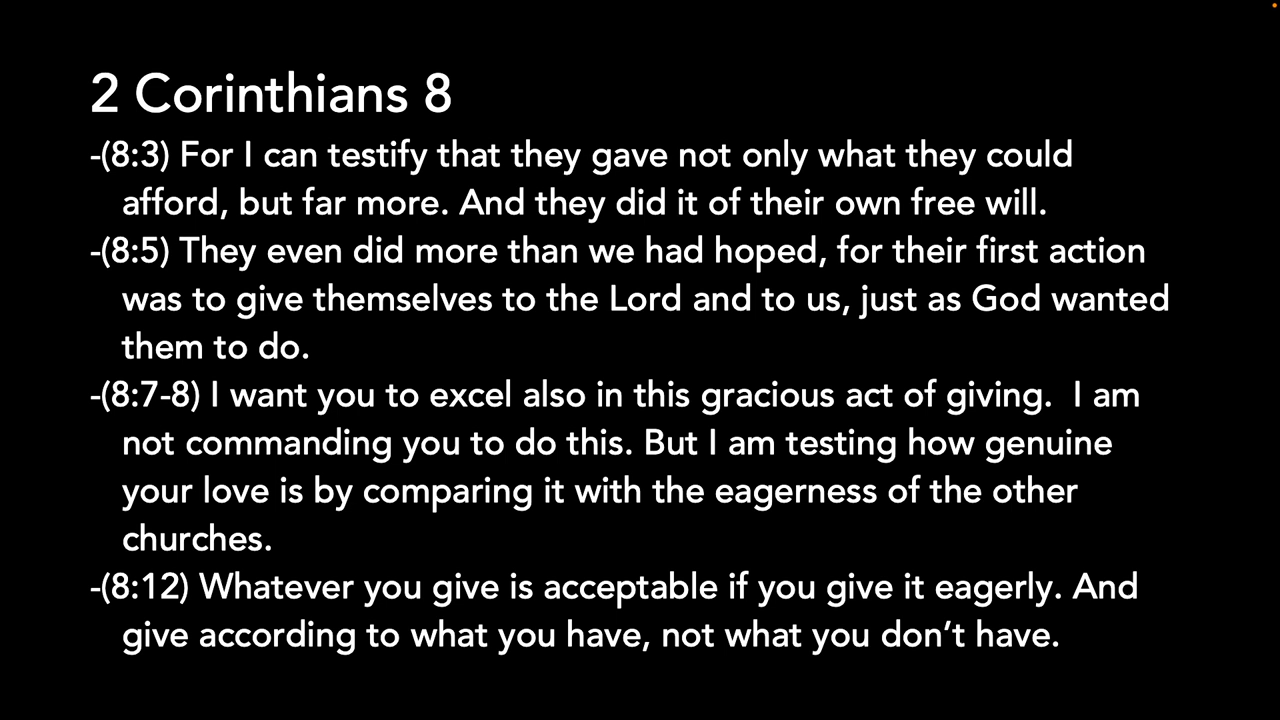 2 Corinthians 8
-(8:3) For I can testify that they gave not only what they could
afford, but far more. And they did it of their own free will.
-(8:5) They even did more than we had hoped, for their first action
was to give themselves to the Lord and to us, just as God wanted
them to do.
-(8:7-8) I want you to excel also in this gracious act of giving.  I am
not commanding you to do this. But I am testing how genuine
your love is by comparing it with the eagerness of the other
churches.
-(8:12) Whatever you give is acceptable if you give it eagerly. And
give according to what you have, not what you don’t have.